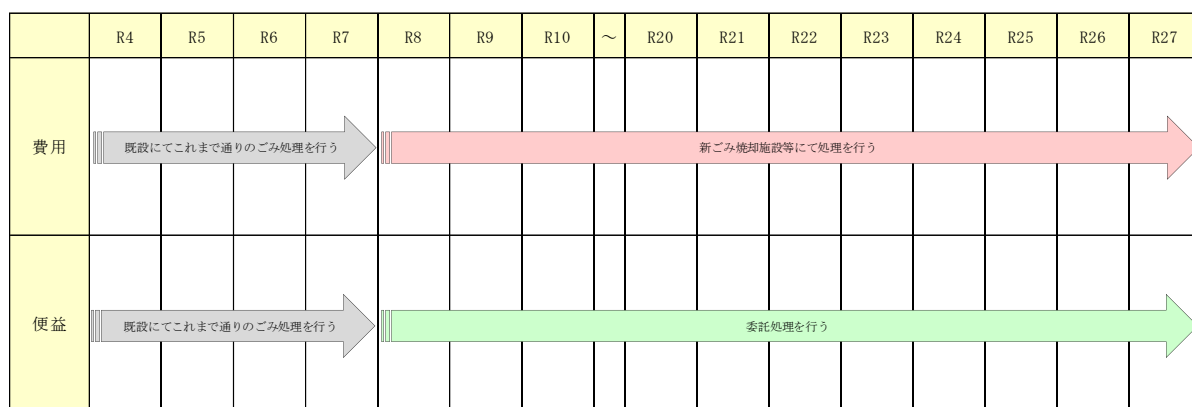 R4 R5 R6 R7 R8 R9 R10 ～ R20 R21 R22 R23 R24 R25 R26 R27
費用 既設にてこれまで通りのごみ処理を行う 新ごみ焼却施設等にて処理を行う
便益 既設にてこれまで通りのごみ処理を行う 委託処理を行う